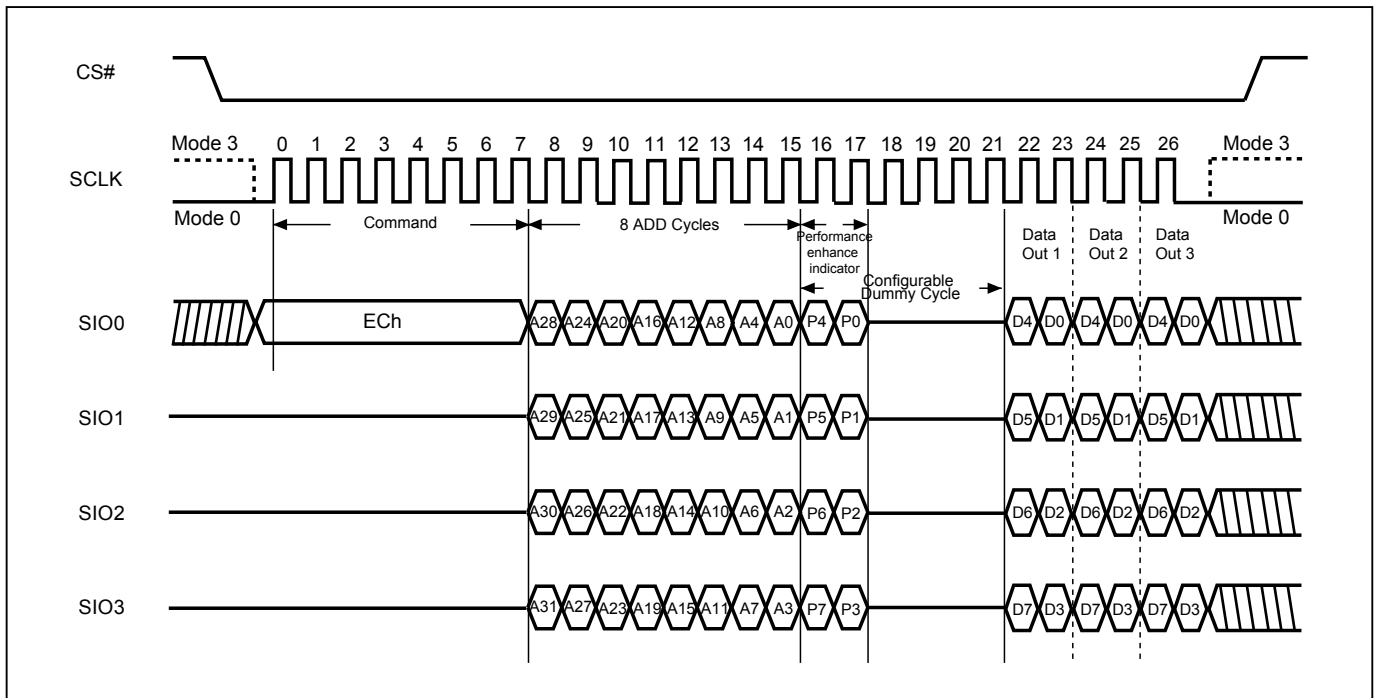 CS#
Mode 3
0 1 2 3 4 5 6 7 8 9 10 11 12 13 14 15 16 17 18 19 20 21 22 23 24 25 26
Mode 3
SCLK
Mode 0
Command
8 ADD Cycles
Performance
enhance
indicator
Data
Out 1
Data
Out 2
Data
Out 3
Mode 0
Configurable
Dummy Cycle
SIO0
ECh
A28 A24 A20 A16 A12 A8 A4 A0 P4 P0 D4 D0 D4 D0 D4 D0
SIO1
A29 A25 A21 A17 A13 A9 A5 A1 P5 P1 D5 D1 D5 D1 D5 D1
SIO2
A30 A26 A22 A18 A14 A10 A6 A2 P6 P2 D6 D2 D6 D2 D6 D2
SIO3
A31 A27 A23 A19 A15 A11 A7 A3 P7 P3 D7 D3 D7 D3 D7 D3